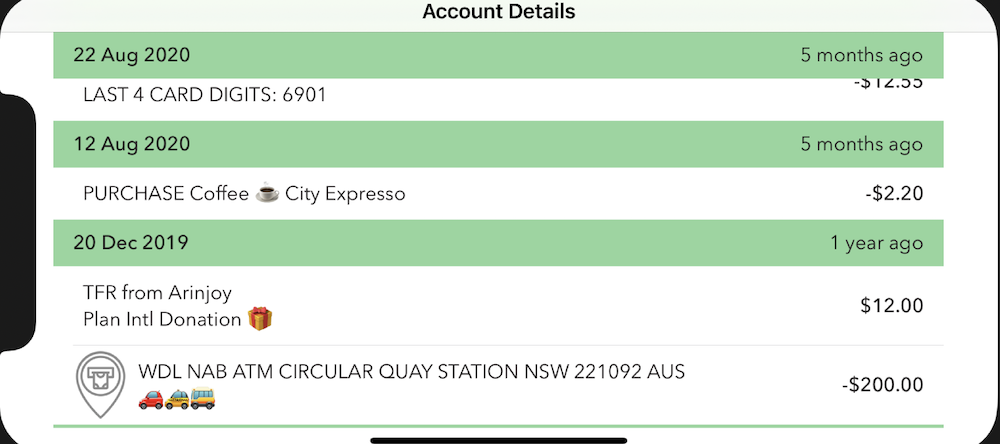 Account Details
22 Aug 2020 5 months ago
-$12.55
LAST 4 CARD DIGITS: 6901
12 Aug 2020 5 months ago
PURCHASE Coffee ☕ City Expresso -$2.20
20 Dec 2019 1 year ago
TFR from Arinjoy
Plan Intl Donation 🎁
$12.00
WDL NAB ATM CIRCULAR QUAY STATION NSW 221092 AUS
🚗🚕🚌
-$200.00